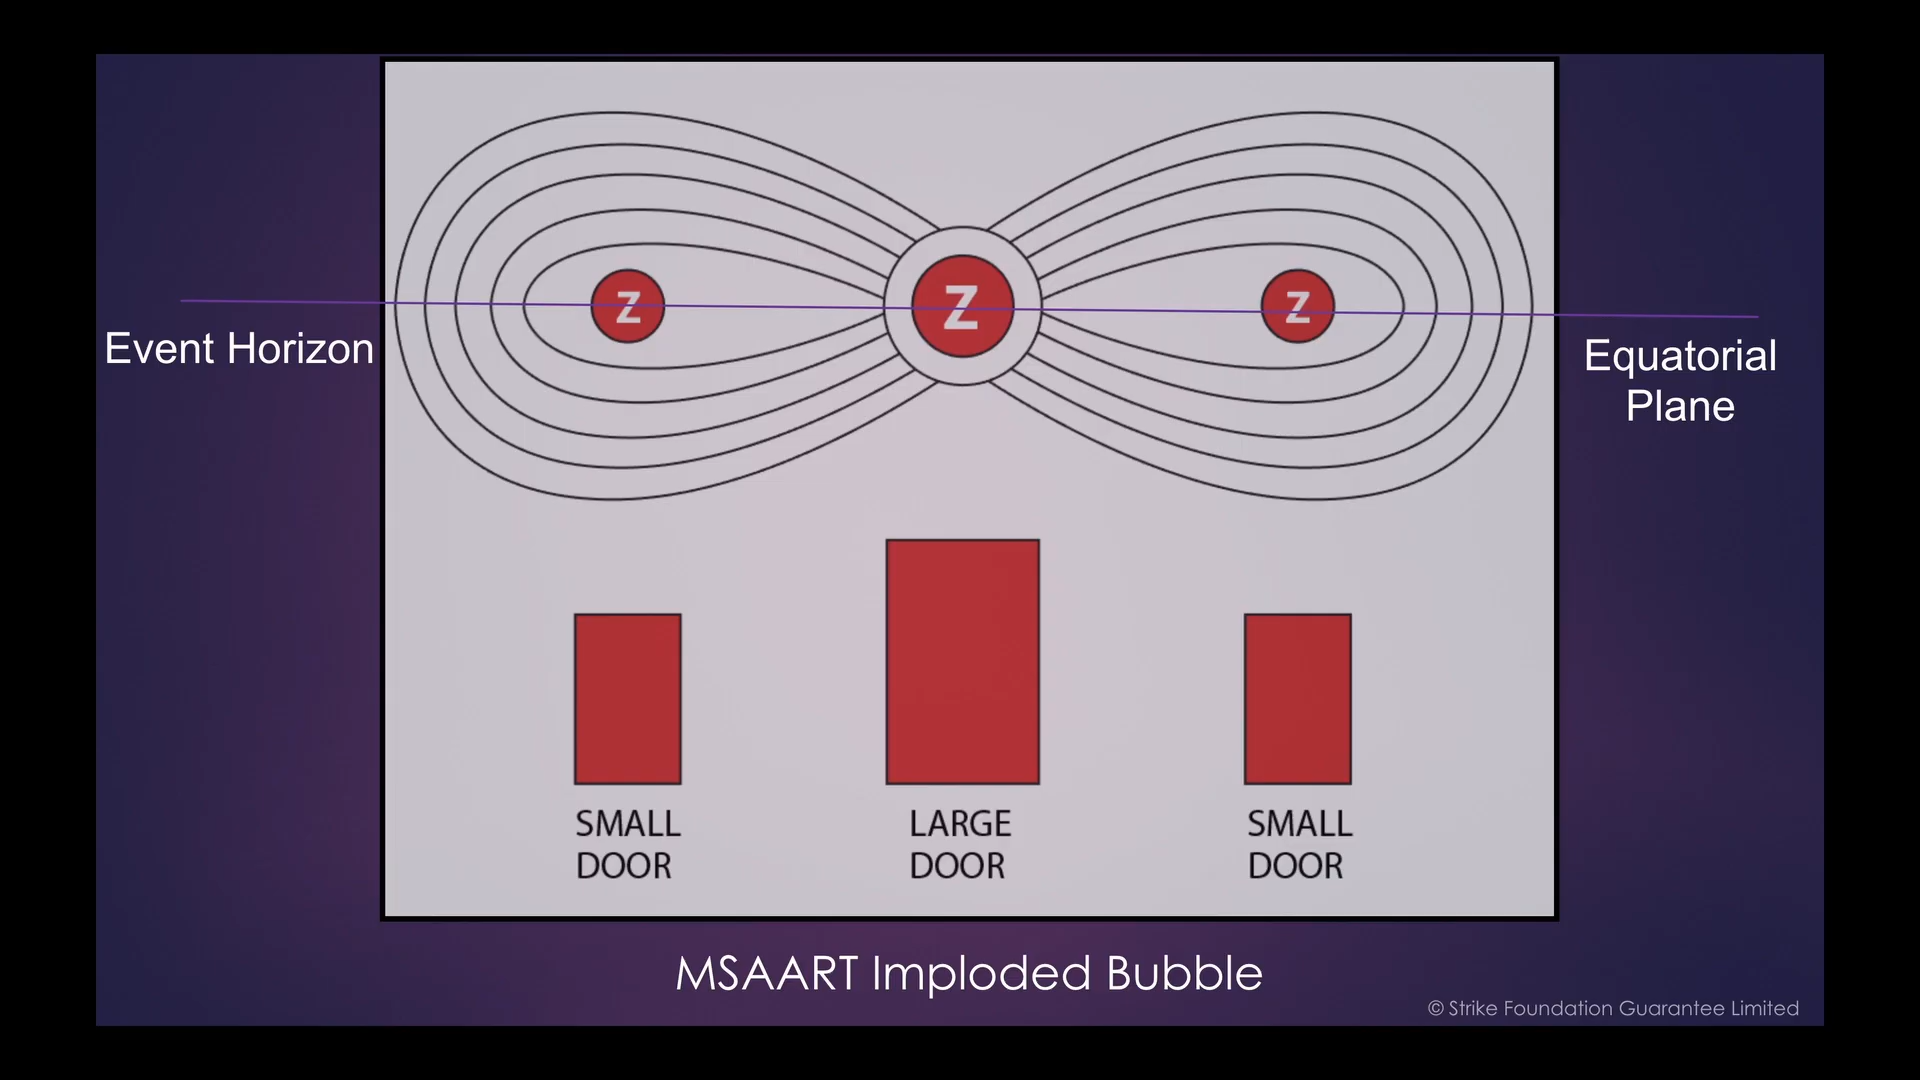 Z
Z
Z
Event Horizon
Equatorial
Plane
SMALL
DOOR
LARGE
DOOR
SMALL
DOOR
MSAART Imploded Bubble
© Strike Foundation Guarantee Limited